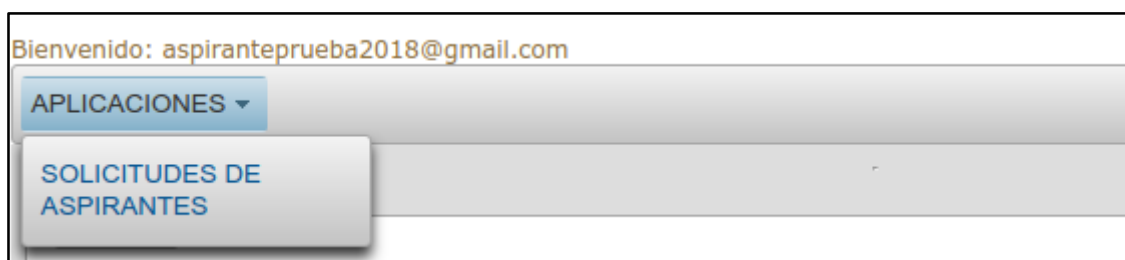 Bienvenido: aspiranteprueba2018@gmail.com
APLICACIONES
SOLICITUDES DE
ASPIRANTES